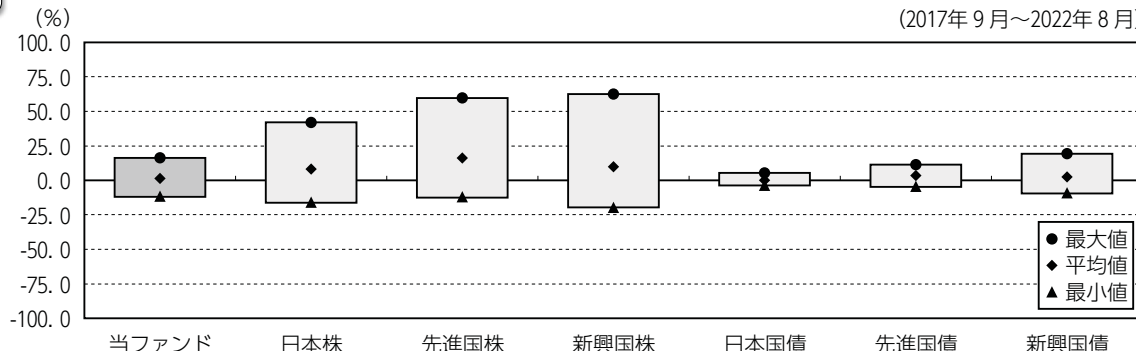 (%)
(2017年9月～2022年8月)
100.0
75.0
50.0
25.0
0.0
-25.0
-50.0
-75.0
-100.0
● 最大値
◆ 平均値
▲ 最小値
当ファンド 日本株 先進国株 新興国株 日本国債 先進国債 新興国債